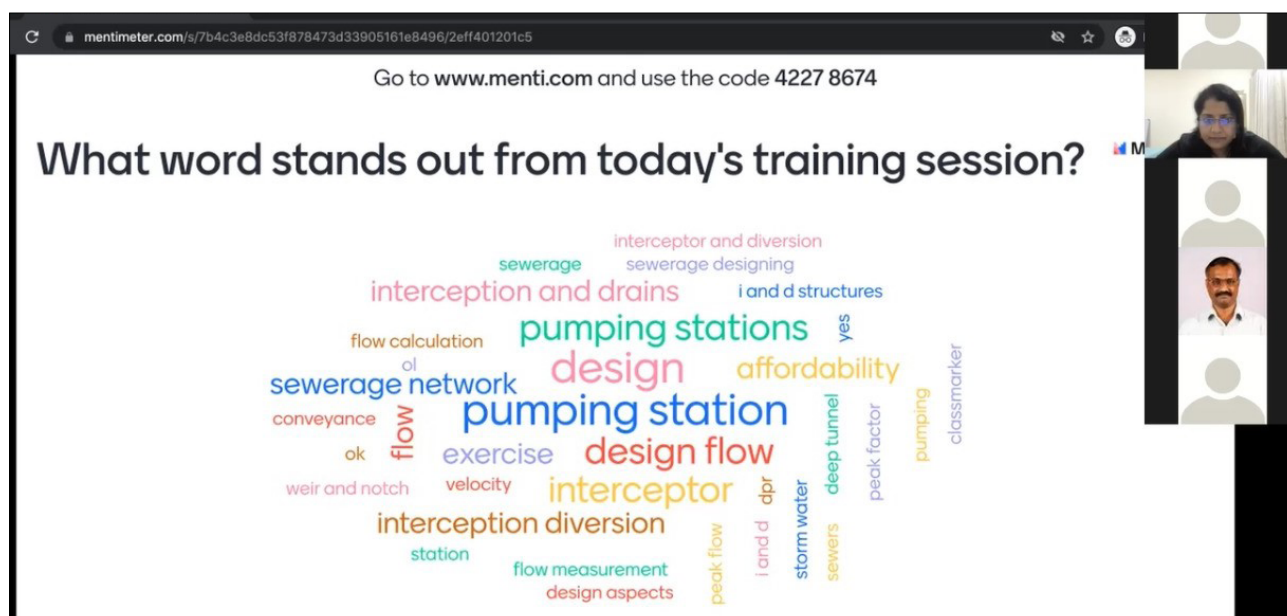 mentimeter.com/s/7b4c3e8dc53f878473d33905161e8496/2eff401201c5
Go to www.menti.com and use the code 4227 8674
What word stands out from today's training session?
M
interceptor and diversion
sewerage
sewerage designing
interception and drains
i and d structures
pumping stations
yes
flow calculation
ol
design
affordability
classmarker
sewerage network
pumping station
conveyance
flow
deep tunnel
peak factor
pumping
ok
exercise
design flow
weir and notch
velocity
interceptor
dpr
storm water
interception diversion
peak flow
i and d
sewers
station
flow measurement
design aspects